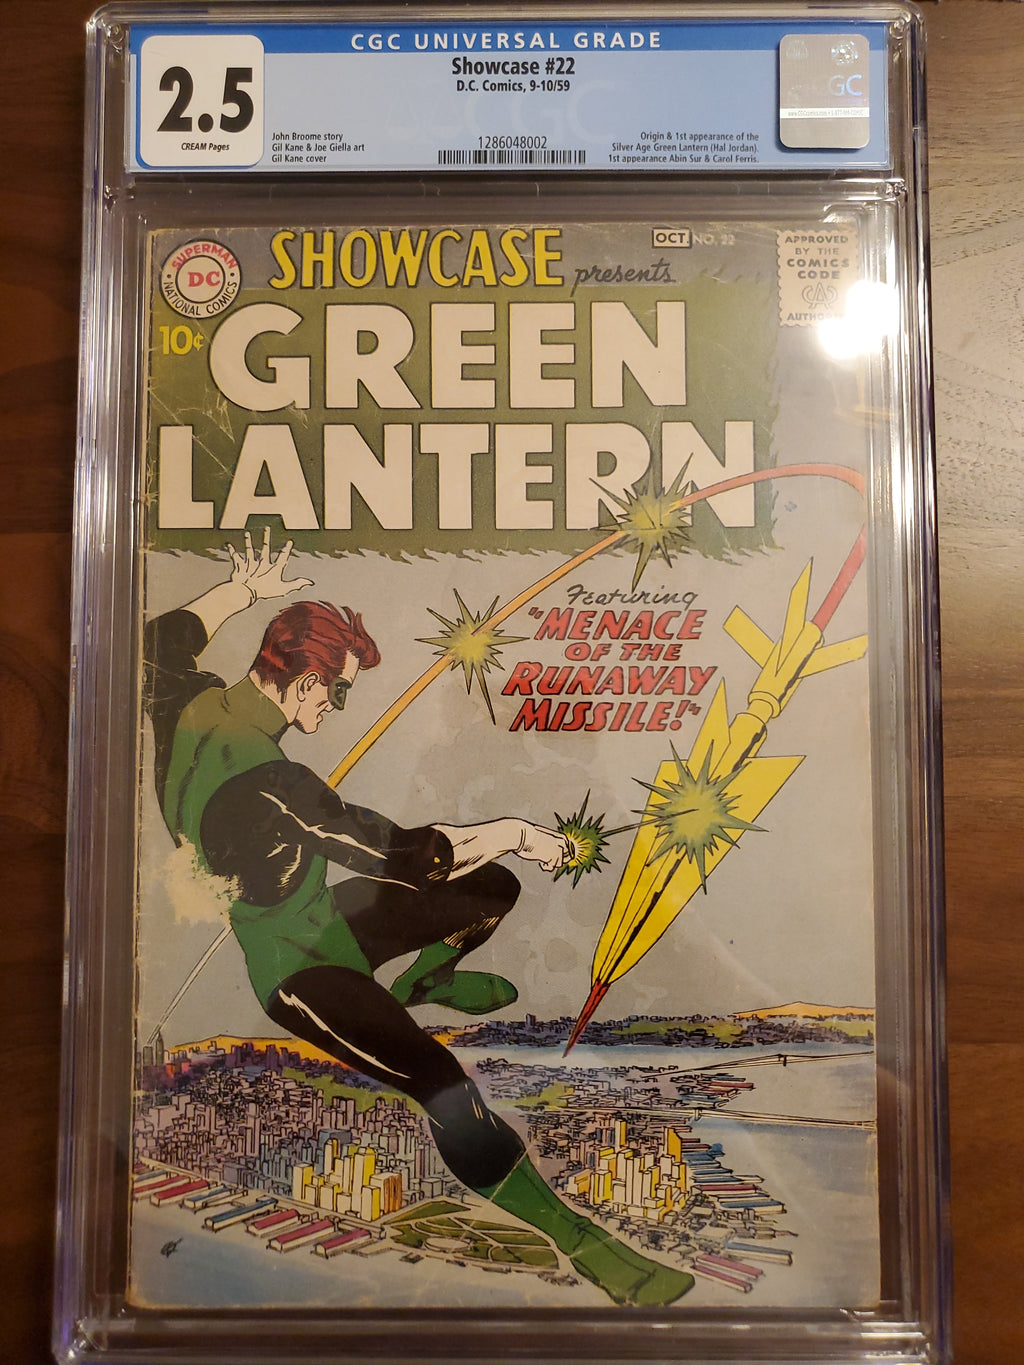 CGC UNIVERSAL GRADE
2.5
CREAM Pages
Showcase #22
D.C. Comics, 9-10/59
John Broome story
Gil Kane & Joe Giella art
Gil Kane cover
1286048002
Origin & 1st appearance of the
Silver Age Green Lantern (Hal Jordan).
1st appearance Abin Sur & Carol Ferris.
CGC
SUPERMAN
DC
NATIONAL COMICS
SHOWCASE presents
OCT. NO. 22
APPROVED
BY THE
COMICS
CODE
10¢
GREEN
LANTERN
Featuring
"MENACE
OF THE
RUNAWAY
MISSILE!"